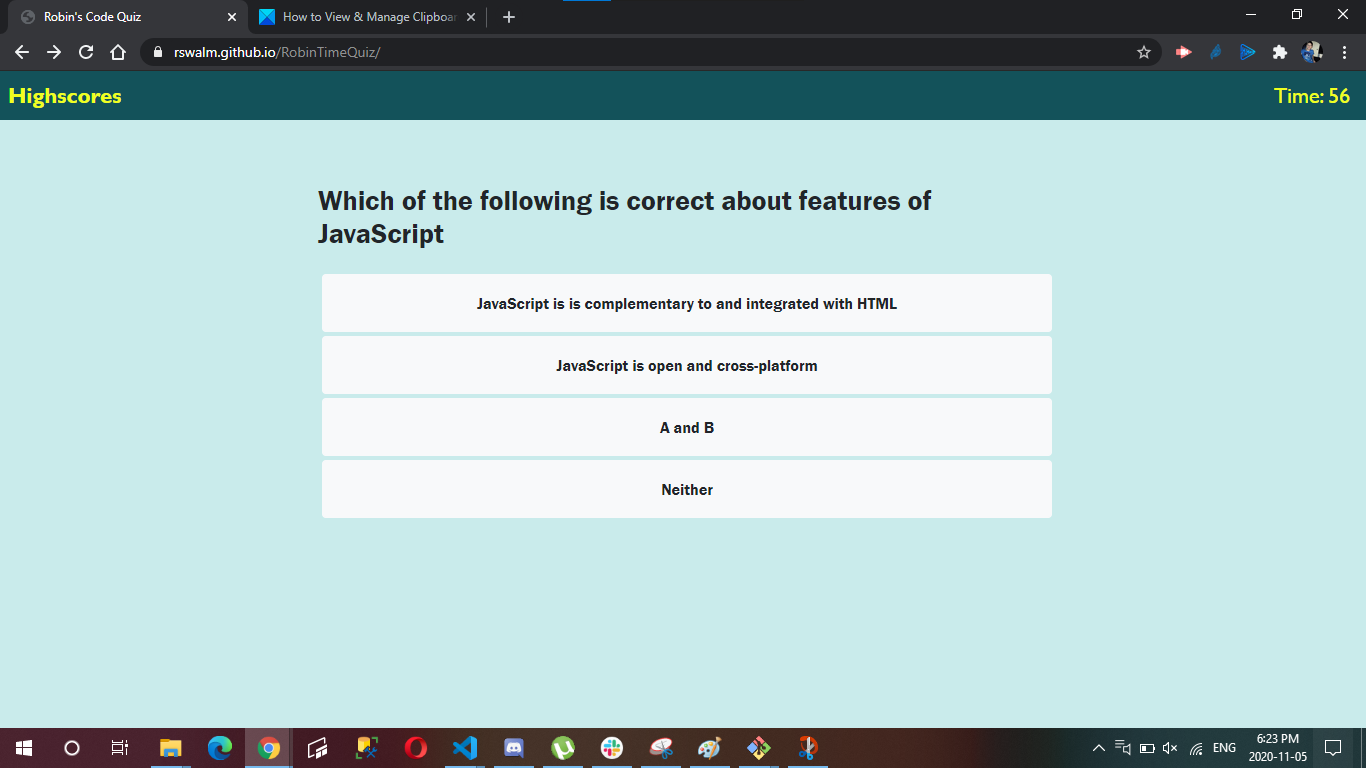 Robin's Code Quiz
How to View & Manage Clipboar
rswalm.github.io/RobinTimeQuiz/
Highscores
Time: 56
Which of the following is correct about features of
JavaScript
JavaScript is is complementary to and integrated with HTML
JavaScript is open and cross-platform
A and B
Neither
ENG
6:23 PM
2020-11-05